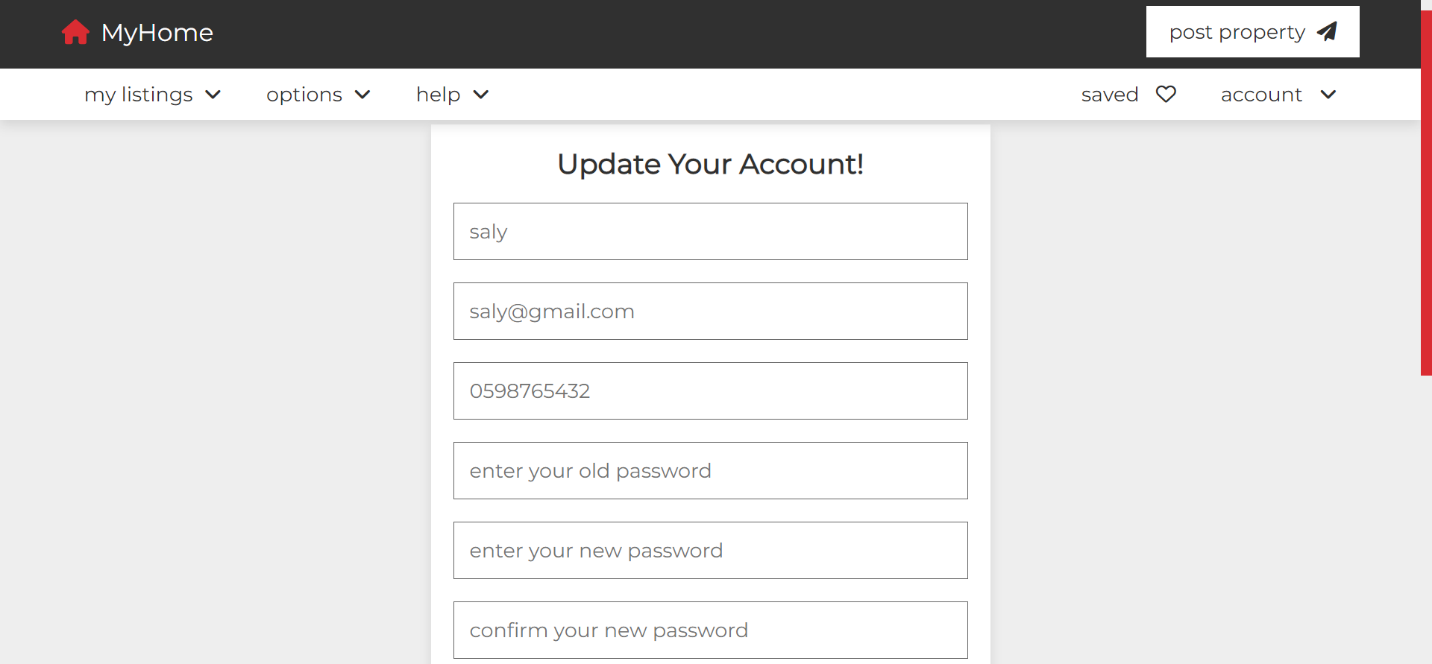 MyHome
post property
my listings
options
help
saved
account
Update Your Account!
saly
saly@gmail.com
0598765432
enter your old password
enter your new password
confirm your new password